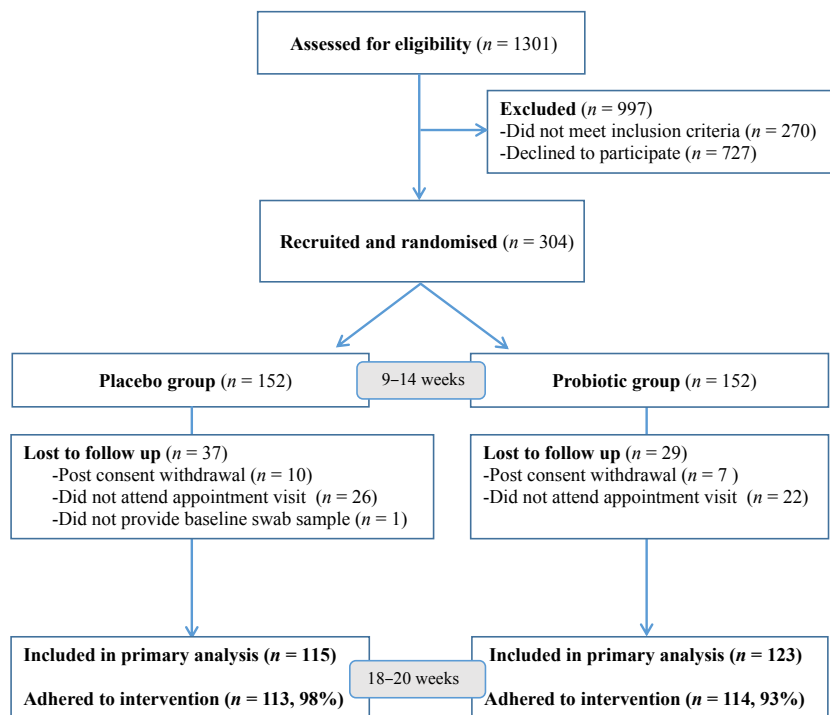 Assessed for eligibility (n = 1301)
Excluded (n = 997)
-Did not meet inclusion criteria (n = 270)
-Declined to participate (n = 727)
Recruited and randomised (n = 304)
Placebo group (n = 152)
9–14 weeks
Probiotic group (n = 152)
Lost to follow up (n = 37)
-Post consent withdrawal (n = 10)
-Did not attend appointment visit (n = 26)
-Did not provide baseline swab sample (n = 1)
Lost to follow up (n = 29)
-Post consent withdrawal (n = 7 )
-Did not attend appointment visit (n = 22)
Included in primary analysis (n = 115)
Adhered to intervention (n = 113, 98%)
18–20 weeks
Included in primary analysis (n = 123)
Adhered to intervention (n = 114, 93%)